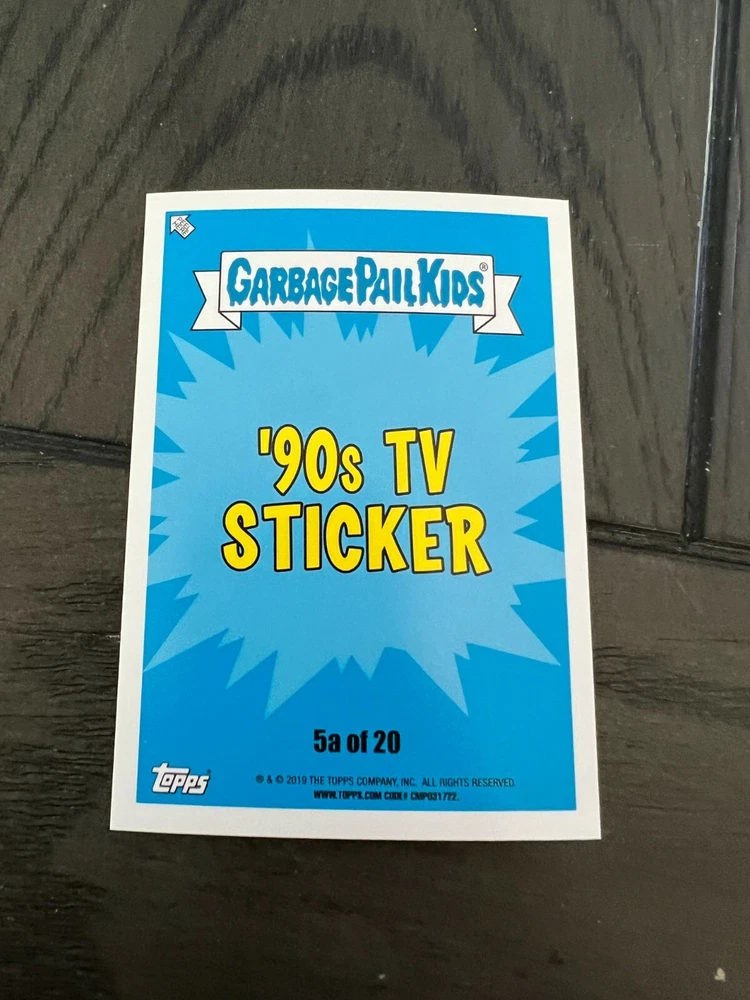 GARBAGE PAIL KIDS®
'90s TV
STICKER
5a of 20
Topps®
® & © 2019 THE TOPPS COMPANY, INC. ALL RIGHTS RESERVED.
WWW.TOPPS.COM CODE# CMP031722.